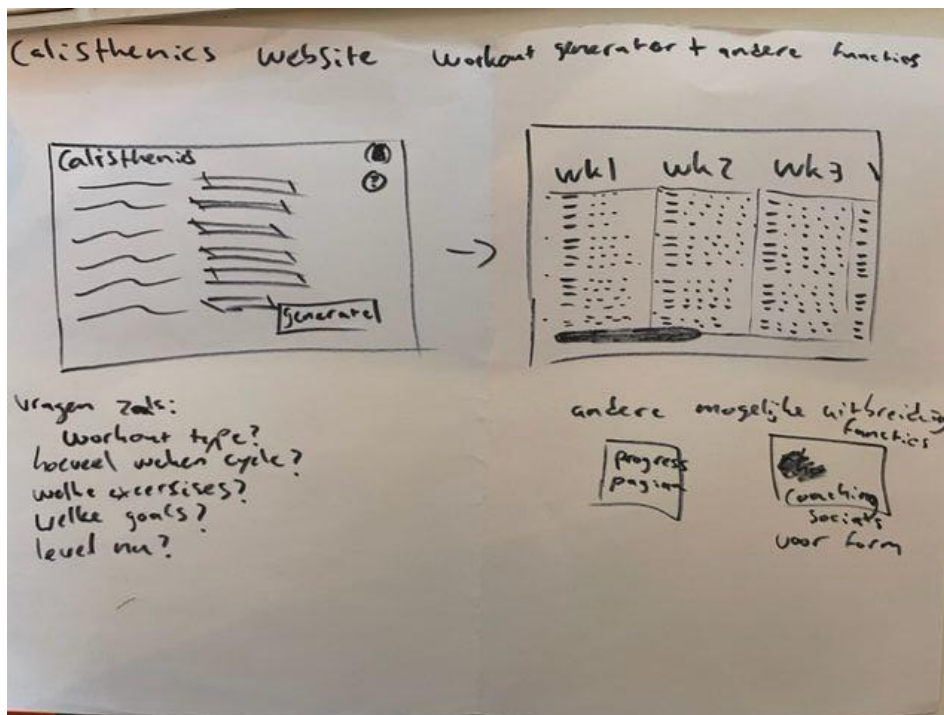 Calisthenics website workout generator + andere functies
Calisthenics
?
generate
->
wk1 wk2 wk3
vragen zoals:
workout type?
hoeveel weken cycle?
welke excersises?
welke goals?
level nu?
andere mogelijke uitbreiding
functies
progress
pagina
Coaching
socials
voor form